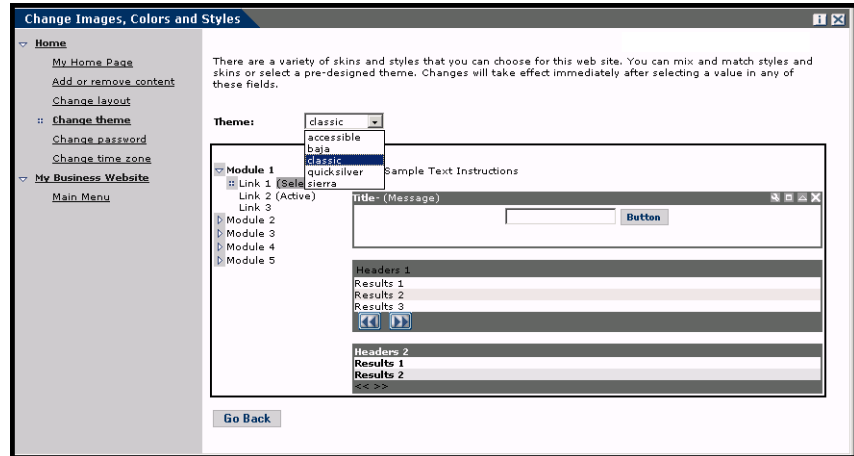 Change Images, Colors and Styles
Home
My Home Page
Add or remove content
Change layout
Change theme
Change password
Change time zone
My Business Website
Main Menu
There are a variety of skins and styles that you can choose for this web site. You can mix and match styles and
skins or select a pre-designed theme. Changes will take effect immediately after selecting a value in any of
these fields.
Theme:
classic
accessible
baja
classic
quicksilver
sierra
Module 1
Link 1 (Sele
Link 2 (Active)
Link 3
Module 2
Module 3
Module 4
Module 5
Sample Text Instructions
Title- (Message)
Button
Headers 1
Results 1
Results 2
Results 3
Headers 2
Results 1
Results 2
<< >>
Go Back